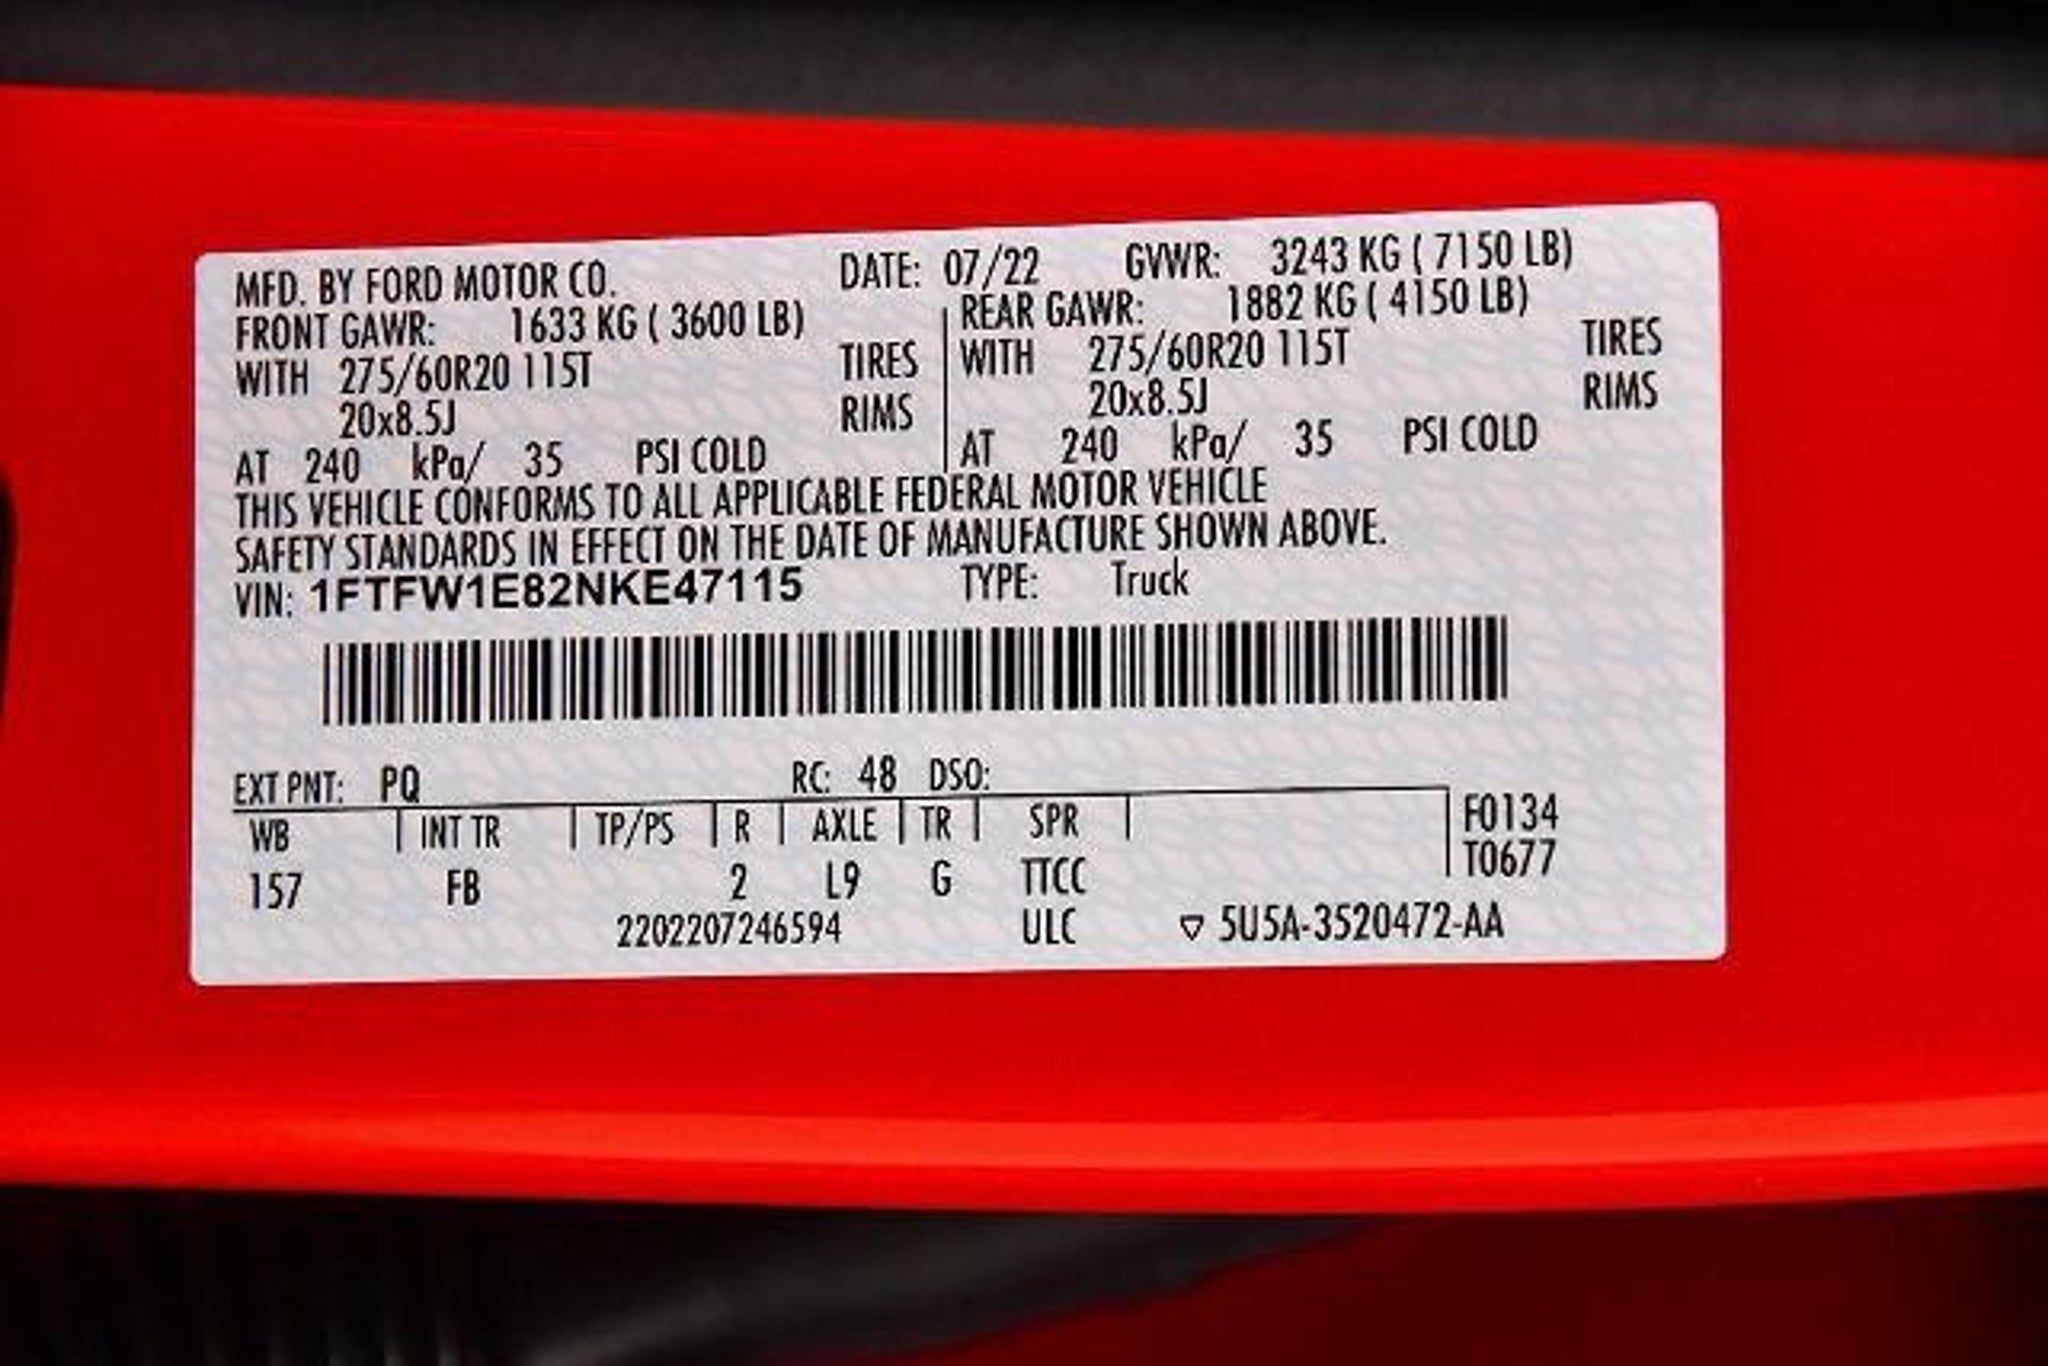 MFD. BY FORD MOTOR CO. DATE: 07/22 GVWR: 3243 KG ( 7150 LB)
FRONT GAWR: 1633 KG ( 3600 LB) REAR GAWR: 1882 KG ( 4150 LB)
WITH 275/60R20 115T TIRES WITH 275/60R20 115T TIRES
20x8.5J RIMS 20x8.5J RIMS
AT 240 kPa/ 35 PSI COLD AT 240 kPa/ 35 PSI COLD
THIS VEHICLE CONFORMS TO ALL APPLICABLE FEDERAL MOTOR VEHICLE
SAFETY STANDARDS IN EFFECT ON THE DATE OF MANUFACTURE SHOWN ABOVE.
VIN: 1FTFW1E82NKE47115 TYPE: Truck
EXT PNT: PQ RC: 48 DSO:
WB INT TR TP/PS R AXLE TR SPR F0134
T0677
157 FB 2 L9 G TTCC
2202207246594 ULC ▽ 5U5A-3520472-AA